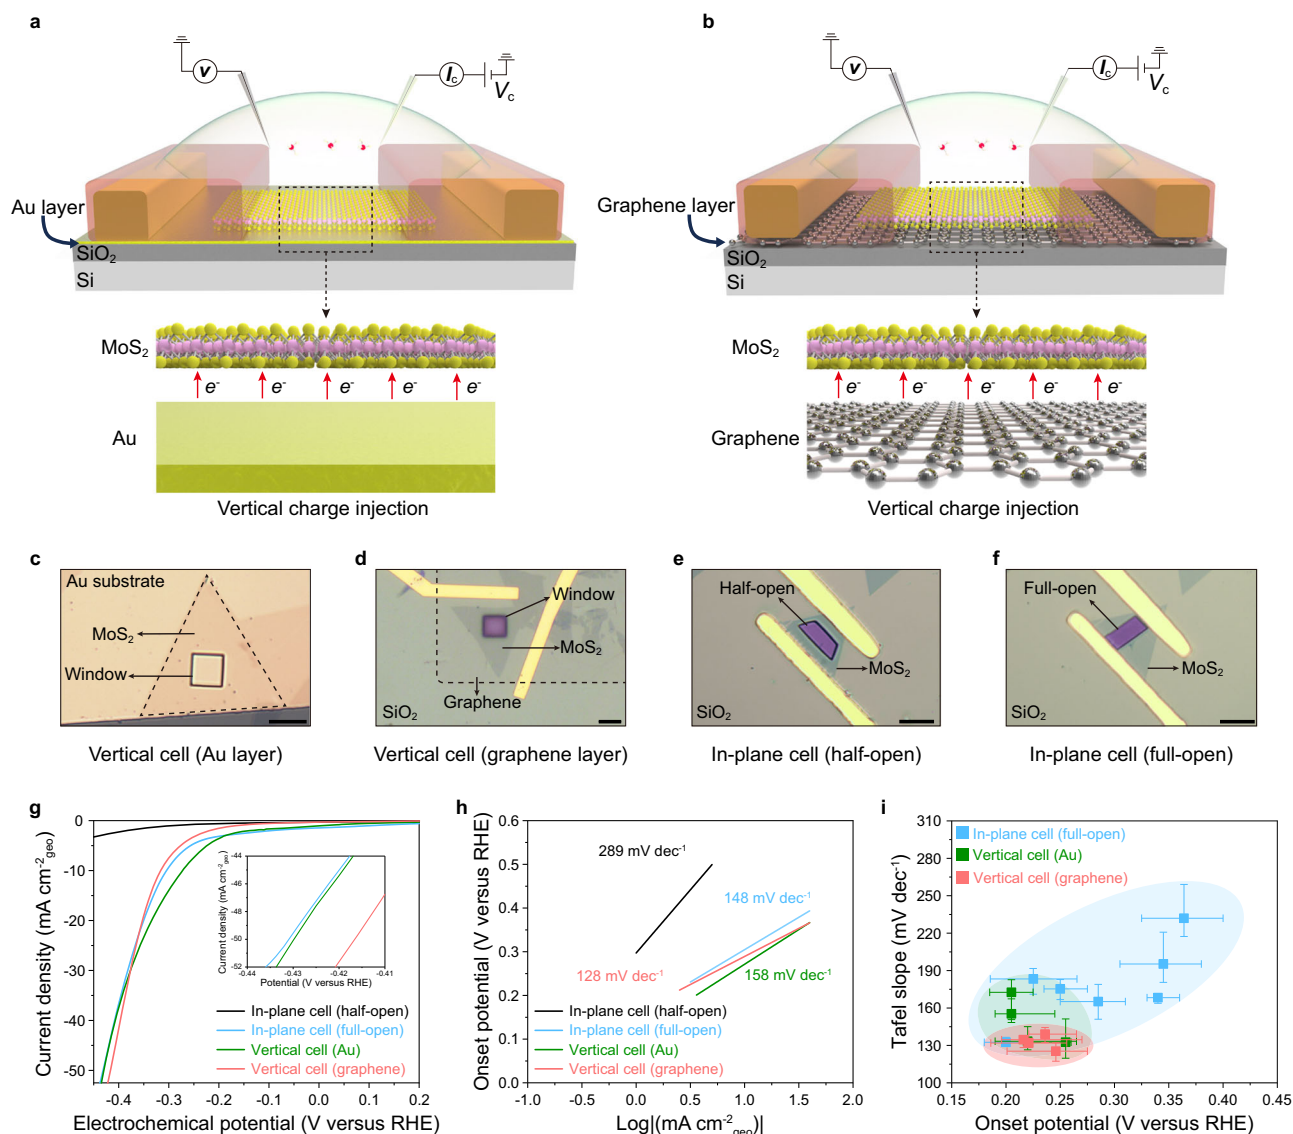 a
b
V
I_c
V_c
V
I_c
V_c
Au layer
SiO₂
Si
Graphene layer
SiO₂
Si
MoS₂
e⁻ e⁻ e⁻ e⁻ e⁻
Au
Vertical charge injection
MoS₂
e⁻ e⁻ e⁻ e⁻ e⁻
Graphene
Vertical charge injection
c
Au substrate
MoS₂
Window
Vertical cell (Au layer)
d
Window
MoS₂
Graphene
SiO₂
Vertical cell (graphene layer)
e
Half-open
MoS₂
SiO₂
In-plane cell (half-open)
f
Full-open
MoS₂
SiO₂
In-plane cell (full-open)
g
Current density (mA cm⁻²geo)
0
-10
-20
-30
-40
-50
-0.4 -0.3 -0.2 -0.1 0.0 0.1 0.2
Electrochemical potential (V versus RHE)
Current density (mA cm⁻²geo)
-44
-46
-48
-50
-52
-0.44 -0.43 -0.42 -0.41
Potential (V versus RHE)
In-plane cell (half-open)
In-plane cell (full-open)
Vertical cell (Au)
Vertical cell (graphene)
h
Onset potential (V versus RHE)
0.6
0.5
0.4
0.3
0.2
0.1
0.0
289 mV dec⁻¹
148 mV dec⁻¹
128 mV dec⁻¹
158 mV dec⁻¹
In-plane cell (half-open)
In-plane cell (full-open)
Vertical cell (Au)
Vertical cell (graphene)
-0.5 0.0 0.5 1.0 1.5 2.0
Log|(mA cm⁻²geo)|
i
Tafel slope (mV dec⁻¹)
310
280
250
220
190
160
130
100
In-plane cell (full-open)
Vertical cell (Au)
Vertical cell (graphene)
0.15 0.20 0.25 0.30 0.35 0.40 0.45
Onset potential (V versus RHE)